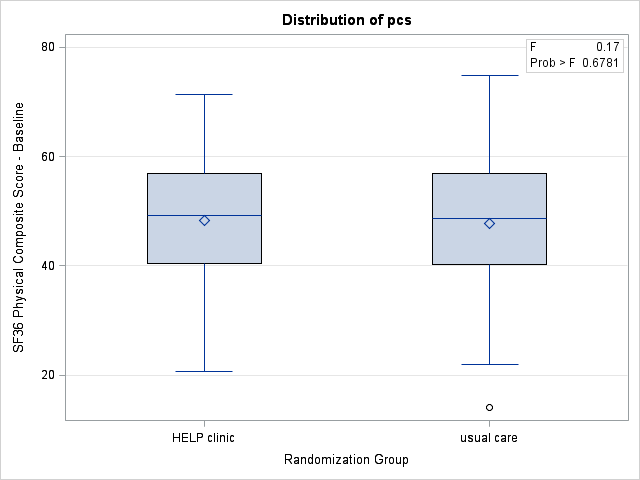 Distribution of pcs
F 0.17
Prob > F 0.6781
SF36 Physical Composite Score - Baseline
80
60
40
20
HELP clinic
usual care
Randomization Group